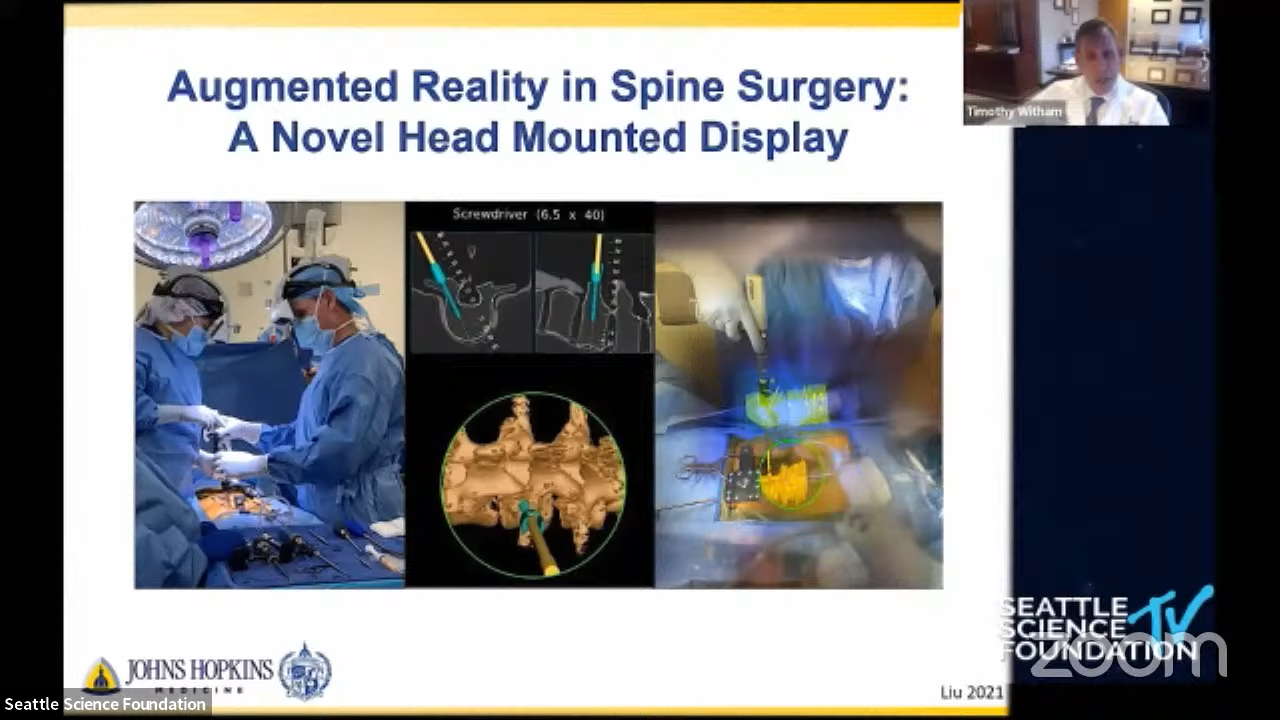 Augmented Reality in Spine Surgery:
A Novel Head Mounted Display
Timothy Witham
Screwdriver (6.5 x 40)
JOHNS HOPKINS
MEDICINE
Liu 2021
SEATTLE
SCIENCE
FOUNDATION
TV
zoom
Seattle Science Foundation